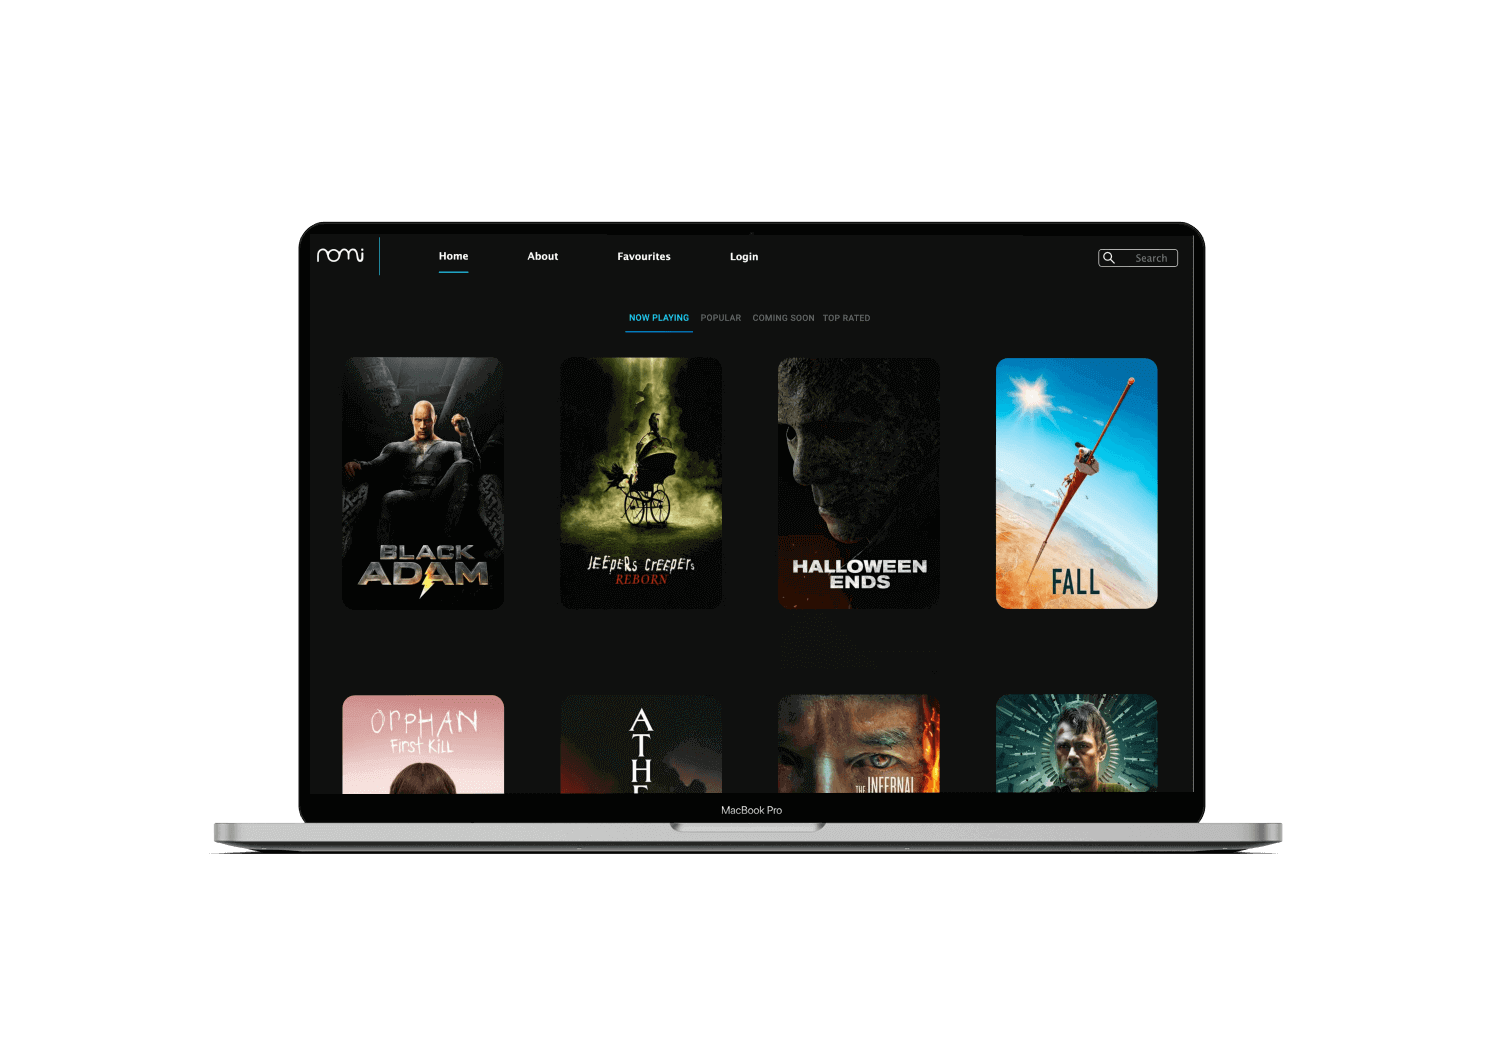 nomi
Home
About
Favourites
Login
Search
NOW PLAYING
POPULAR
COMING SOON
TOP RATED
BLACK
ADAM
JEEPERS CREEPERS
REBORN
HALLOWEEN
ENDS
FALL
ORPHAN
First Kill
A
T
H
E
THE INFERNAL
MacBook Pro